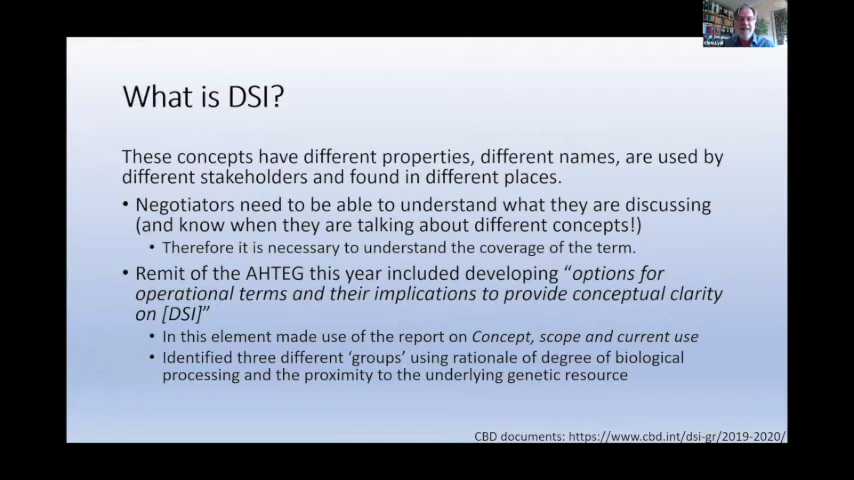 What is DSI?
These concepts have different properties, different names, are used by
different stakeholders and found in different places.
• Negotiators need to be able to understand what they are discussing
(and know when they are talking about different concepts!)
• Therefore it is necessary to understand the coverage of the term.
• Remit of the AHTEG this year included developing “options for
operational terms and their implications to provide conceptual clarity
on [DSI]”
• In this element made use of the report on Concept, scope and current use
• Identified three different ‘groups’ using rationale of degree of biological
processing and the proximity to the underlying genetic resource
CBD documents: https://www.cbd.int/dsi-gr/2019-2020/